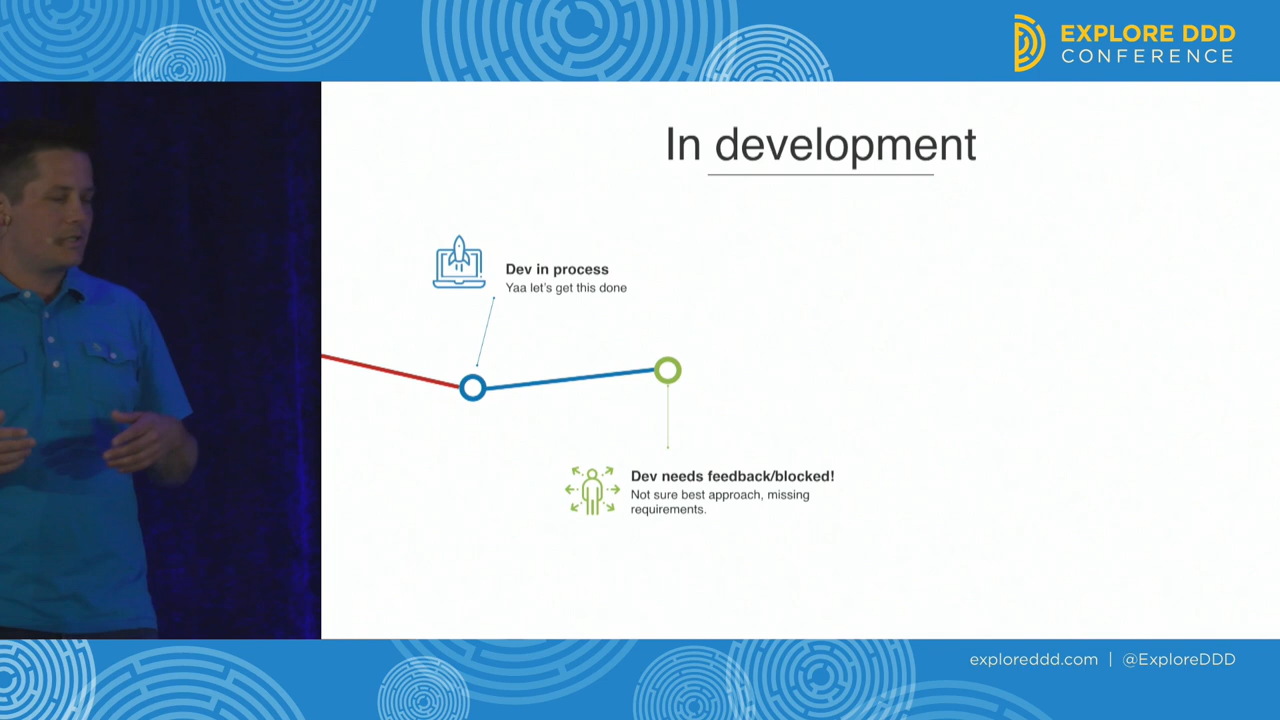 EXPLORE DDD
CONFERENCE
In development
Dev in process
Yaa let's get this done
Dev needs feedback/blocked!
Not sure best approach, missing
requirements.
exploreddd.com | @ExploreDDD